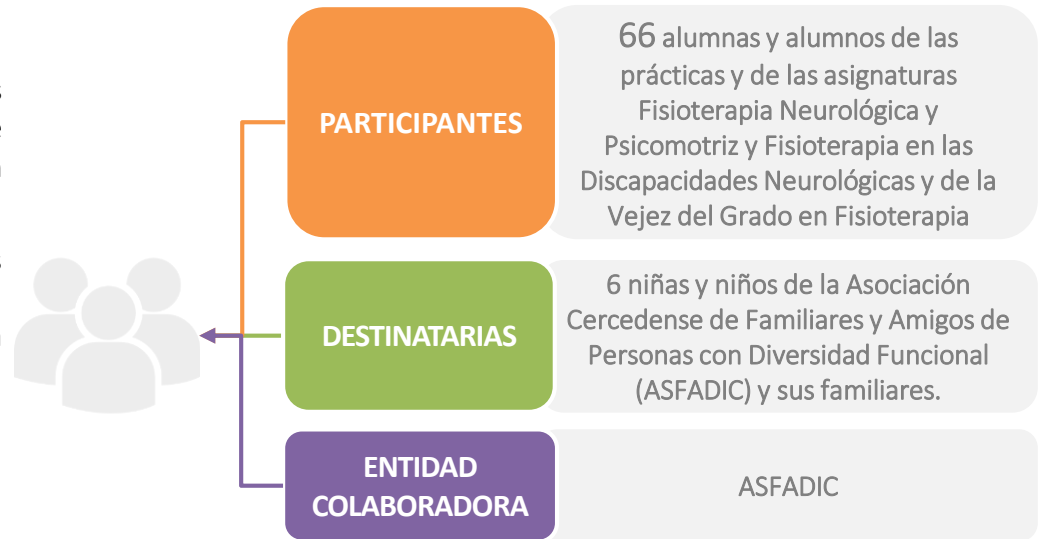 PARTICIPANTES
66 alumnas y alumnos de las
prácticas y de las asignaturas
Fisioterapia Neurológica y
Psicomotriz y Fisioterapia en las
Discapacidades Neurológicas y de la
Vejez del Grado en Fisioterapia
DESTINATARIAS
6 niñas y niños de la Asociación
Cercedense de Familiares y Amigos de
Personas con Diversidad Funcional
(ASFADIC) y sus familiares.
ENTIDAD
COLABORADORA
ASFADIC